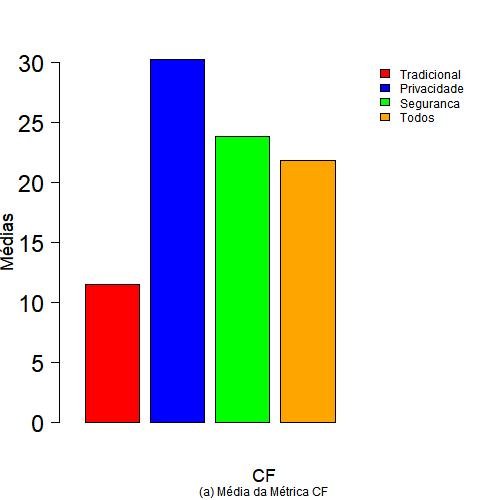 30
25
20
15
10
5
0
Médias
Tradicional
Privacidade
Seguranca
Todos
CF
(a) Média da Métrica CF